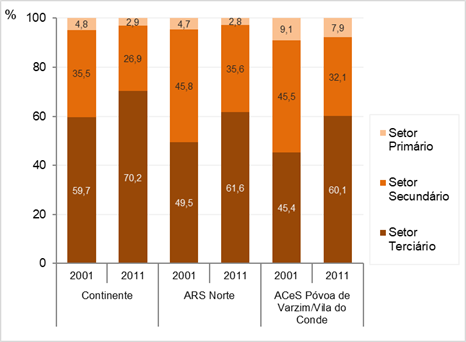 %
100
80
60
40
20
0
4,8 2,9 4,7 2,8 9,1 7,9
35,5 26,9 45,8 35,6 45,5 32,1
59,7 70,2 49,5 61,6 45,4 60,1
2001 2011 2001 2011 2001 2011
Continente ARS Norte ACeS Póvoa de
Varzim/Vila do
Conde
Setor
Primário
Setor
Secundário
Setor
Terciário